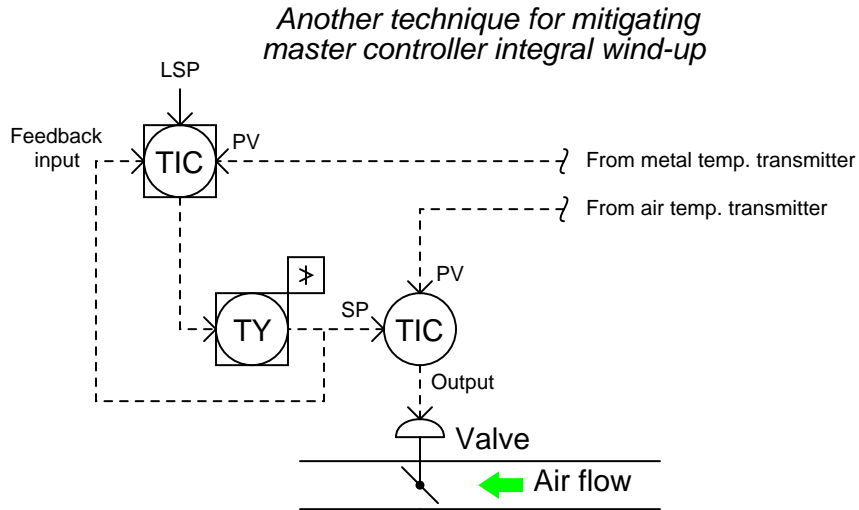 Another technique for mitigating
master controller integral wind-up
LSP
Feedback
input
PV
TIC
From metal temp. transmitter
From air temp. transmitter
PV
SP
TY
TIC
Output
Valve
Air flow